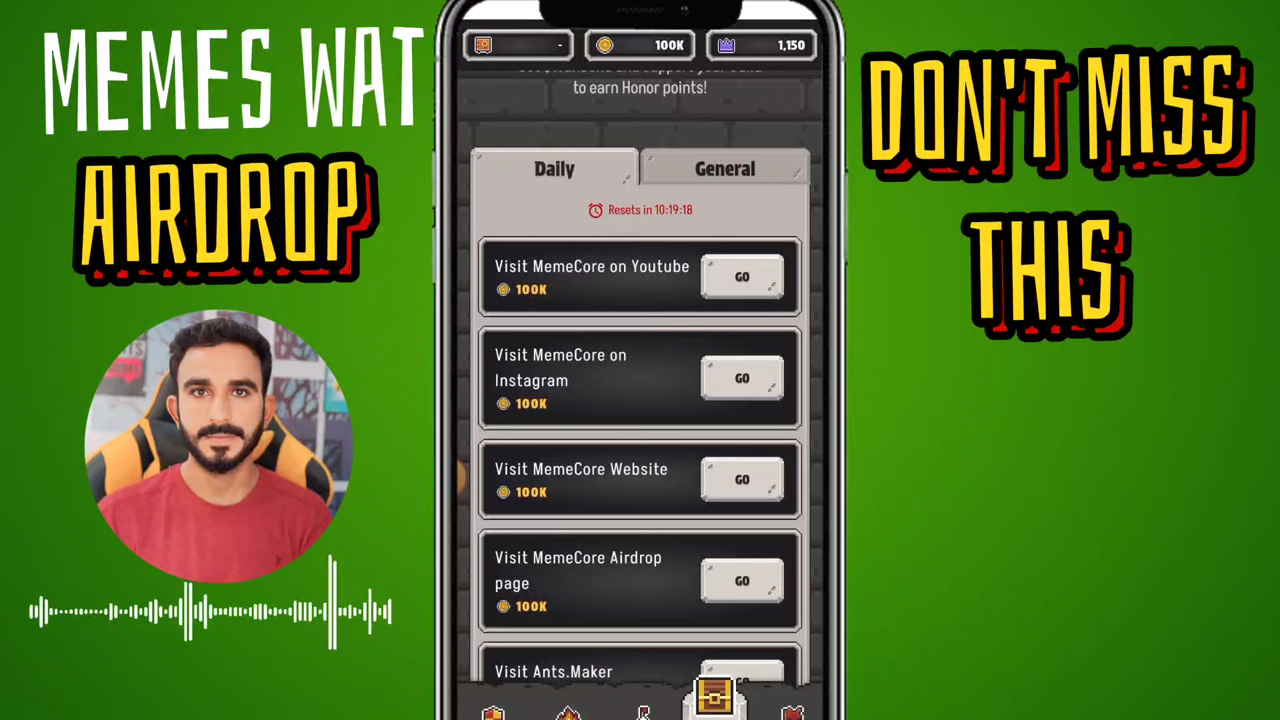 MEMES WAT
AIRDROP
DON'T MISS
THIS
-
100K
1,150
to earn Honor points!
Daily
General
Resets in 10:19:18
Visit MemeCore on Youtube
100K
GO
Visit MemeCore on
Instagram
100K
GO
Visit MemeCore Website
100K
GO
Visit MemeCore Airdrop
page
100K
GO
Visit Ants.Maker